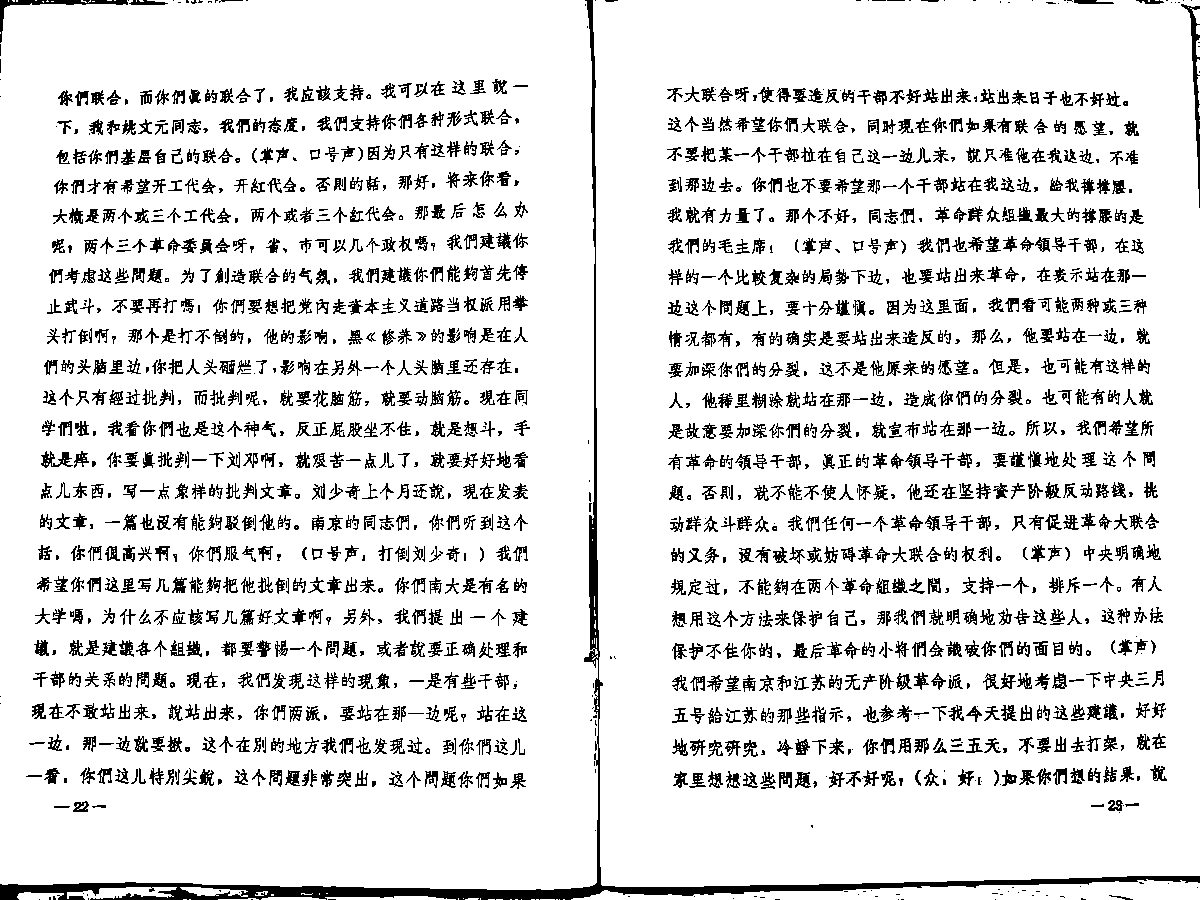 你們联合，而你們眞的联合了，我应該支持。我可以在这里說一
下，我和姚文元同志，我們的态度，我們支持你們各种形式联合，
包括你們基层自己的联合。（掌声、口号声）因为只有这样的联合，
你們才有希望开工代会，开紅代会。否則的話，那好，将来你看，
大概是两个或三个工代会，两个或者三个紅代会。那最后怎么办
呢？两个三个革命委員会呀，省、市可以几个政权嗎？我們建議你
們考虑这些問題。为了創造联合的气氛，我們建議你們能夠首先停
止武斗，不要再打嗎！你們要想把党內走資本主义道路当权派用拳
头打倒啊？那个是打不倒的，他的影响，黑《修养》的影响是在人
們的头脑里边，你把人头砸烂了，影响在另外一个人头脑里还存在。
这个只有經过批判，而批判呢，就要花脑筋，就要动脑筋。現在同
学們啦，我看你們也是这个神气，反正屁股坐不住，就是想斗，手
就是痒，你要眞批判一下刘邓啊，就艰苦一点儿了，就要好好地看
点儿东西，写一点象样的批判文章。刘少奇上个月还說，現在发表
的文章，一篇也沒有能夠駁倒他的。南京的同志們，你們听到这个
話，你們很高兴啊？你們服气啊？（口号声：打倒刘少奇！）我們
希望你們这里写几篇能夠把他批倒的文章出来。你們南大是有名的
大学嗎，为什么不应該写几篇好文章啊？另外，我們提出一个建
議，就是建議各个組織，都要警惕一个問題，或者說要正确处理和
干部的关系的問題。現在，我們发現这样的現象，一是有些干部，
現在不敢站出来，說站出来，你們两派，要站在那一边呢？站在这
一边，那一边就要揪。这个在別的地方我們也发現过。到你們这儿
一看，你們这儿特別尖銳，这个問題非常突出，这个問題你們如果
—22—
不大联合呀，使得要造反的干部不好站出来，站出来日子也不好过。
这个当然希望你們大联合，同时現在你們如果有联合的愿望，就
不要把某一个干部拉在自己这一边儿来，就只准他在我这边，不准
到那边去。你們也不要希望那一个干部站在我这边，給我撑撑腰，
我就有力量了。那个不好，同志們，革命群众組織最大的撑腰的是
我們的毛主席！（掌声、口号声）我們也希望革命領导干部，在这
样的一个比較复杂的局势下边，也要站出来革命，在表示站在那一
边这个問題上，要十分謹愼。因为这里面，我們看可能两种或三种
情况都有，有的确实是要站出来造反的，那么，他要站在一边，就
要加深你們的分裂，这不是他原来的愿望。但是，也可能有这样的
人，他稀里糊涂就站在那一边，造成你們的分裂。也可能有的人就
是故意要加深你們的分裂，就宣布站在那一边。所以，我們希望所
有革命的領导干部，眞正的革命領导干部，要謹愼地处理这个問
題。否則，就不能不使人怀疑，他还在坚持資产阶級反动路綫，挑
动群众斗群众。我們任何一个革命領导干部，只有促进革命大联合
的义务，沒有破坏或妨碍革命大联合的权利。（掌声）中央明确地
規定过，不能夠在两个革命組織之間，支持一个，排斥一个。有人
想用这个方法来保护自己，那我們就明确地劝告这些人，这种办法
保护不住你的，最后革命的小将們会識破你們的面目的。（掌声）
我們希望南京和江苏的无产阶級革命派，很好地考虑一下中央三月
五号給江苏的那些指示，也参考一下我今天提出的这些建議，好好
地研究研究，冷靜下来，你們用那么三五天，不要出去打架，就在
家里想想这些問題，好不好呢？（众：好！）如果你們想的結果，說
—23—